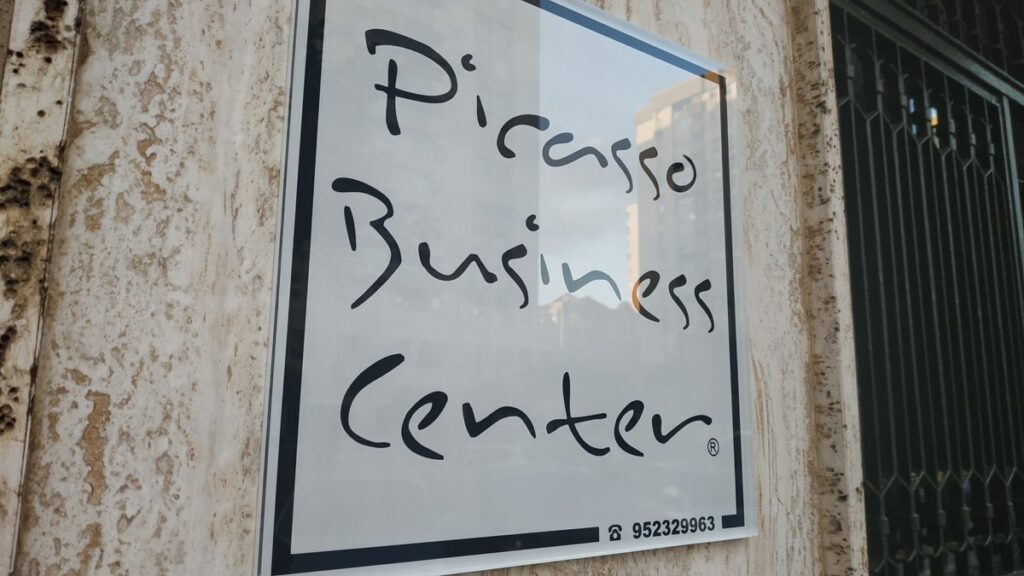 Picasso
Business
Center®
☎ 952329963